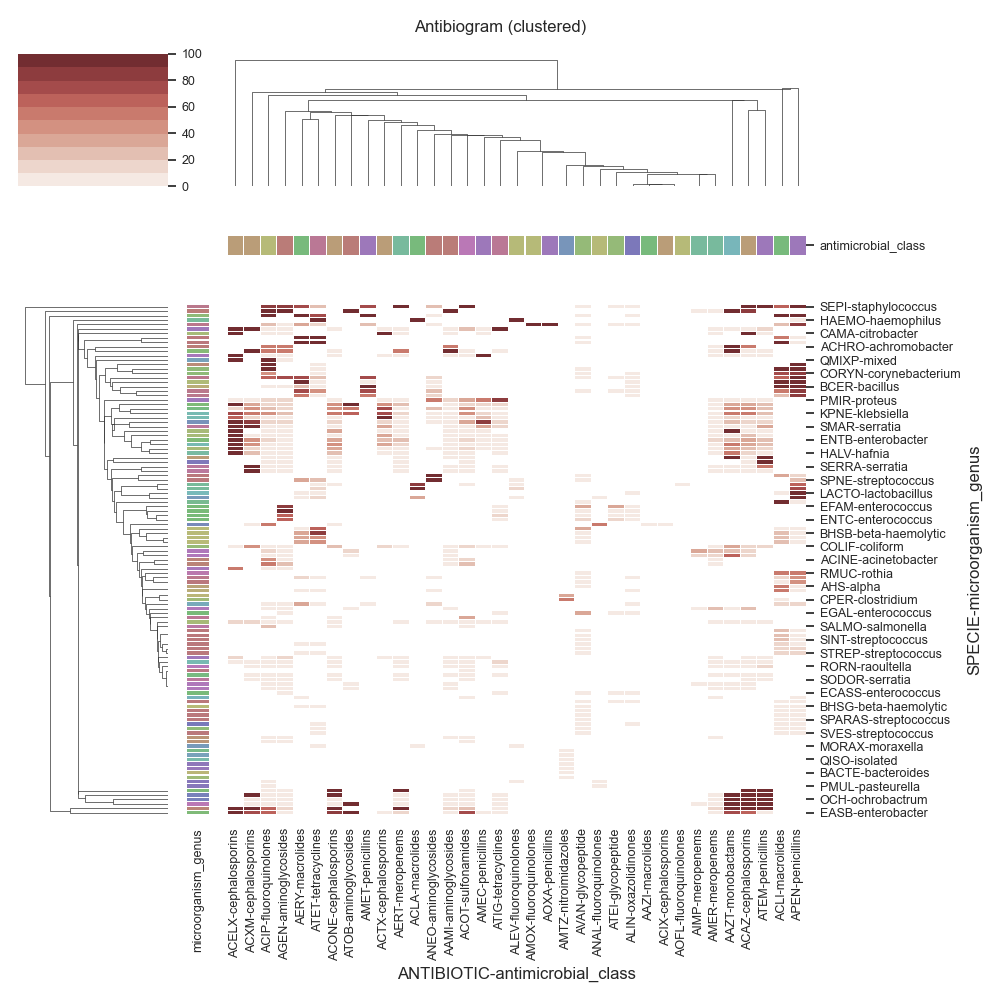 Antibiogram (clustered)
100
80
60
40
20
0
antimicrobial_class
SEPI-staphylococcus
HAEMO-haemophilus
CAMA-citrobacter
ACHRO-achromobacter
QMIXP-mixed
CORYN-corynebacterium
BCER-bacillus
PMIR-proteus
KPNE-klebsiella
SMAR-serratia
ENTB-enterobacter
HALV-hafnia
SERRA-serratia
SPNE-streptococcus
LACTO-lactobacillus
EFAM-enterococcus
ENTC-enterococcus
BHSB-beta-haemolytic
COLIF-coliform
ACINE-acinetobacter
RMUC-rothia
AHS-alpha
CPER-clostridium
EGAL-enterococcus
SALMO-salmonella
SINT-streptococcus
STREP-streptococcus
RORN-raoultella
SODOR-serratia
ECASS-enterococcus
BHSG-beta-haemolytic
SPARAS-streptococcus
SVES-streptococcus
MORAX-moraxella
QISO-isolated
BACTE-bacteroides
PMUL-pasteurella
OCH-ochrobactrum
EASB-enterobacter
SPECIE-microorganism_genus
microorganism_genus
ACELX-cephalosporins
ACXM-cephalosporins
ACIP-fluoroquinolones
AGEN-aminoglycosides
AERY-macrolides
ATET-tetracyclines
ACONE-cephalosporins
ATOB-aminoglycosides
AMET-penicillins
ACTX-cephalosporins
AERT-meropenems
ACLA-macrolides
ANEO-aminoglycosides
AAMI-aminoglycosides
ACOT-sulfonamides
AMEC-penicillins
ATIG-tetracyclines
ALEV-fluoroquinolones
AMOX-fluoroquinolones
AOXA-penicillins
AMTZ-nitroimidazoles
AVAN-glycopeptide
ANAL-fluoroquinolones
ATEI-glycopeptide
ALIN-oxazolidinones
AAZI-macrolides
ACIX-cephalosporins
AOFL-fluoroquinolones
AIMP-meropenems
AMER-meropenems
AAZT-monobactams
ACAZ-cephalosporins
ATEM-penicillins
ACLI-macrolides
APEN-penicillins
ANTIBIOTIC-antimicrobial_class